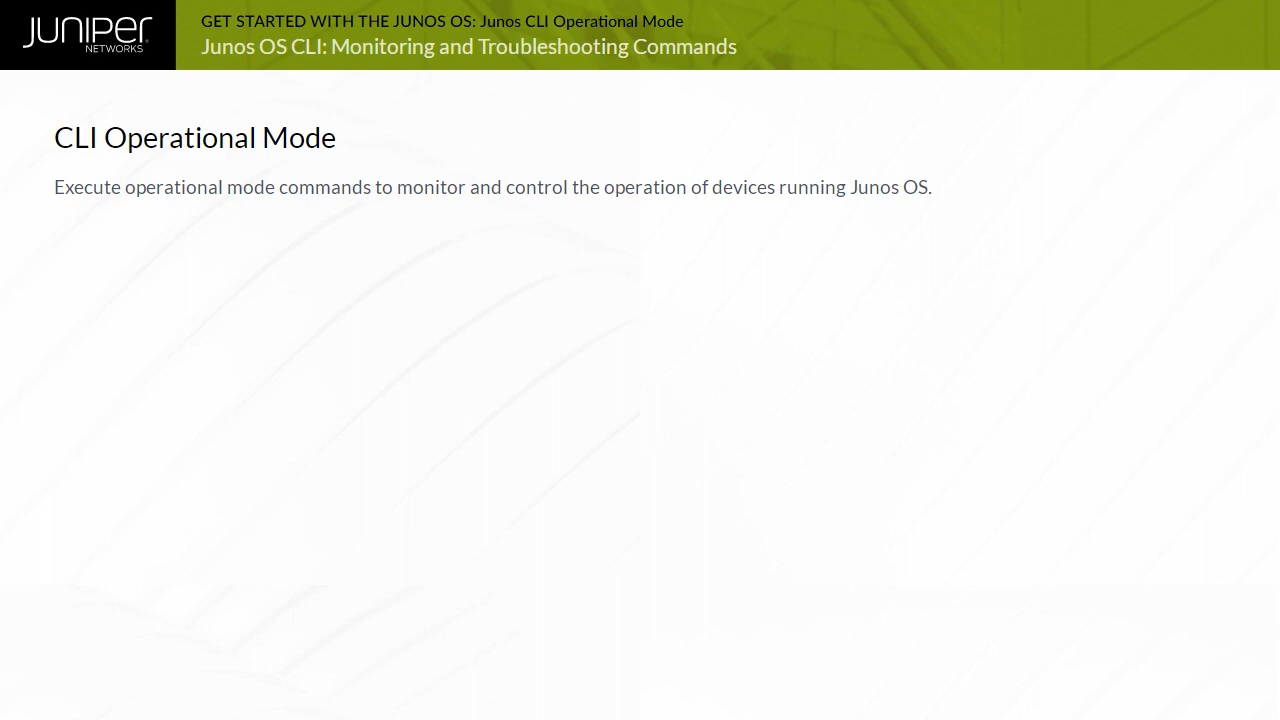 JUNIPER
NETWORKS
GET STARTED WITH THE JUNOS OS: Junos CLI Operational Mode
Junos OS CLI: Monitoring and Troubleshooting Commands
CLI Operational Mode
Execute operational mode commands to monitor and control the operation of devices running Junos OS.